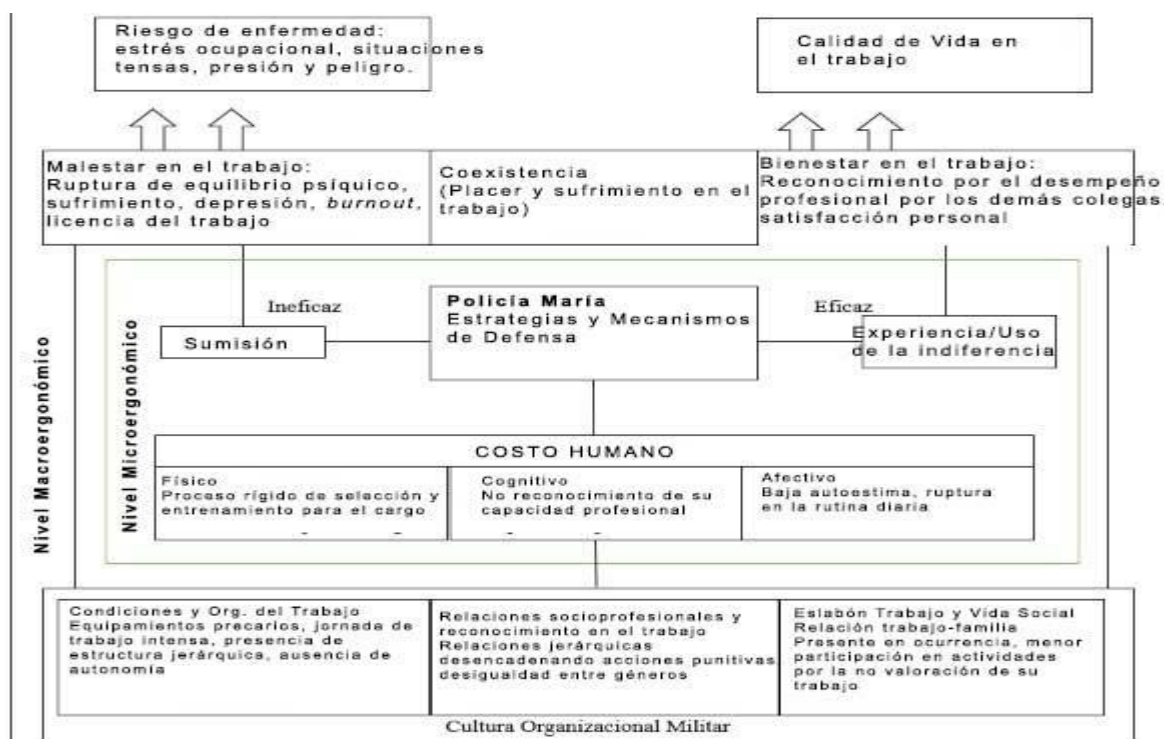 Riesgo de enfermedad:
estrés ocupacional, situaciones
tensas, presión y peligro.
Calidad de Vida en
el trabajo
Malestar en el trabajo:
Ruptura de equilibrio psíquico,
sufrimiento, depresión, burnout,
licencia del trabajo
Coexistencia
(Placer y sufrimiento en el
trabajo)
Bienestar en el trabajo:
Reconocimiento por el desempeño
profesional por los demás colegas
satisfacción personal
Nivel Macroergonómico
Nivel Microergonómico
Ineficaz
Sumisión
Policía María
Estrategias y Mecanismos
de Defensa
Eficaz
Experiencia/Uso
de la indiferencia
COSTO HUMANO
Físico
Proceso rígido de selección y
entrenamiento para el cargo
Cognitivo
No reconocimiento de su
capacidad profesional
Afectivo
Baja autoestima, ruptura
en la rutina diaria
Condiciones y Org. del Trabajo
Equipamientos precarios, jornada de
trabajo intensa, presencia de
estructura jerárquica, ausencia de
autonomía
Relaciones socioprofesionales y
reconocimiento en el trabajo
Relaciones jerárquicas
desencadenando acciones punitivas
desigualdad entre géneros
Eslabón Trabajo y Vida Social
Relación trabajo-familia
Presente en ocurrencia, menor
participación en actividades
por la no valoración de su
trabajo
Cultura Organizacional Militar